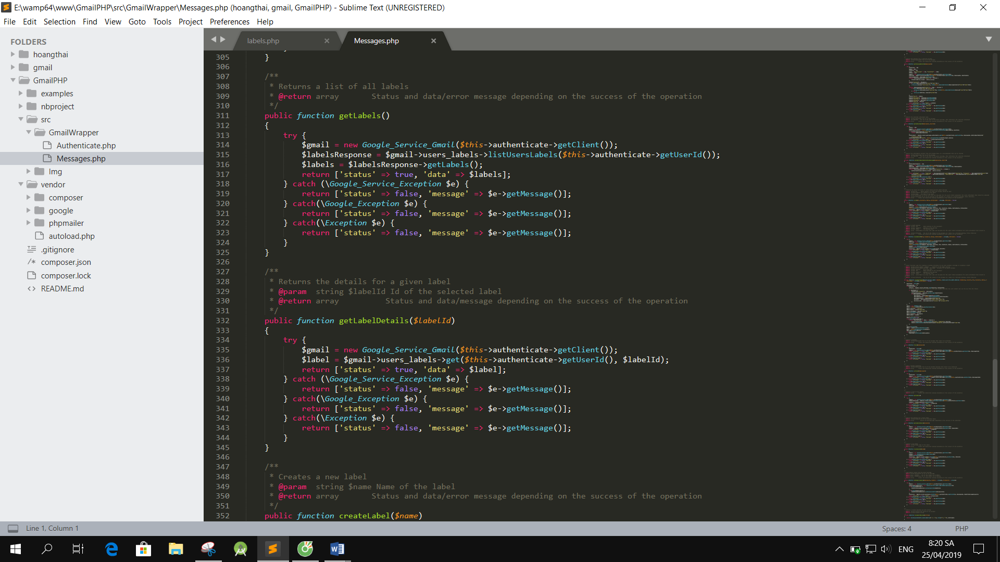 E:\wamp64\www\GmailPHP\src\GmailWrapper\Messages.php (hoangthai, gmail, GmailPHP) - Sublime Text (UNREGISTERED)
File Edit Selection Find View Goto Tools Project Preferences Help
FOLDERS
hoangthai
gmail
GmailPHP
examples
nbproject
src
GmailWrapper
Authenticate.php
Messages.php
Img
vendor
composer
google
phpmailer
autoload.php
.gitignore
/* composer.json
composer.lock
<> README.md
labels.php × Messages.php ×
305     }
306
307     /**
308      * Returns a list of all labels
309      * @return array       Status and data/error message depending on the success of the operation
310      */
311     public function getLabels()
312     {
313         try {
314             $gmail = new Google_Service_Gmail($this->authenticate->getClient());
315             $labelsResponse = $gmail->users_labels->listUsersLabels($this->authenticate->getUserId());
316             $labels = $labelsResponse->getLabels();
317             return ['status' => true, 'data' => $labels];
318         } catch (\Google_Service_Exception $e) {
319             return ['status' => false, 'message' => $e->getMessage()];
320         } catch(\Google_Exception $e) {
321             return ['status' => false, 'message' => $e->getMessage()];
322         } catch(\Exception $e) {
323             return ['status' => false, 'message' => $e->getMessage()];
324         }
325     }
326
327     /**
328      * Returns the details for a given label
329      * @param  string $labelId Id of the selected label
330      * @return array          Status and data/message depending on the success of the operation
331      */
332     public function getLabelDetails($labelId)
333     {
334         try {
335             $gmail = new Google_Service_Gmail($this->authenticate->getClient());
336             $label = $gmail->users_labels->get($this->authenticate->getUserId(), $labelId);
337             return ['status' => true, 'data' => $label];
338         } catch (\Google_Service_Exception $e) {
339             return ['status' => false, 'message' => $e->getMessage()];
340         } catch(\Google_Exception $e) {
341             return ['status' => false, 'message' => $e->getMessage()];
342         } catch(\Exception $e) {
343             return ['status' => false, 'message' => $e->getMessage()];
344         }
345     }
346
347     /**
348      * Creates a new label
349      * @param  string $name Name of the label
350      * @return array       Status and data/error message depending on the success of the operation
351      */
352     public function createLabel($name)
Line 1, Column 1 Spaces: 4 PHP
ENG 8:20 SA
25/04/2019